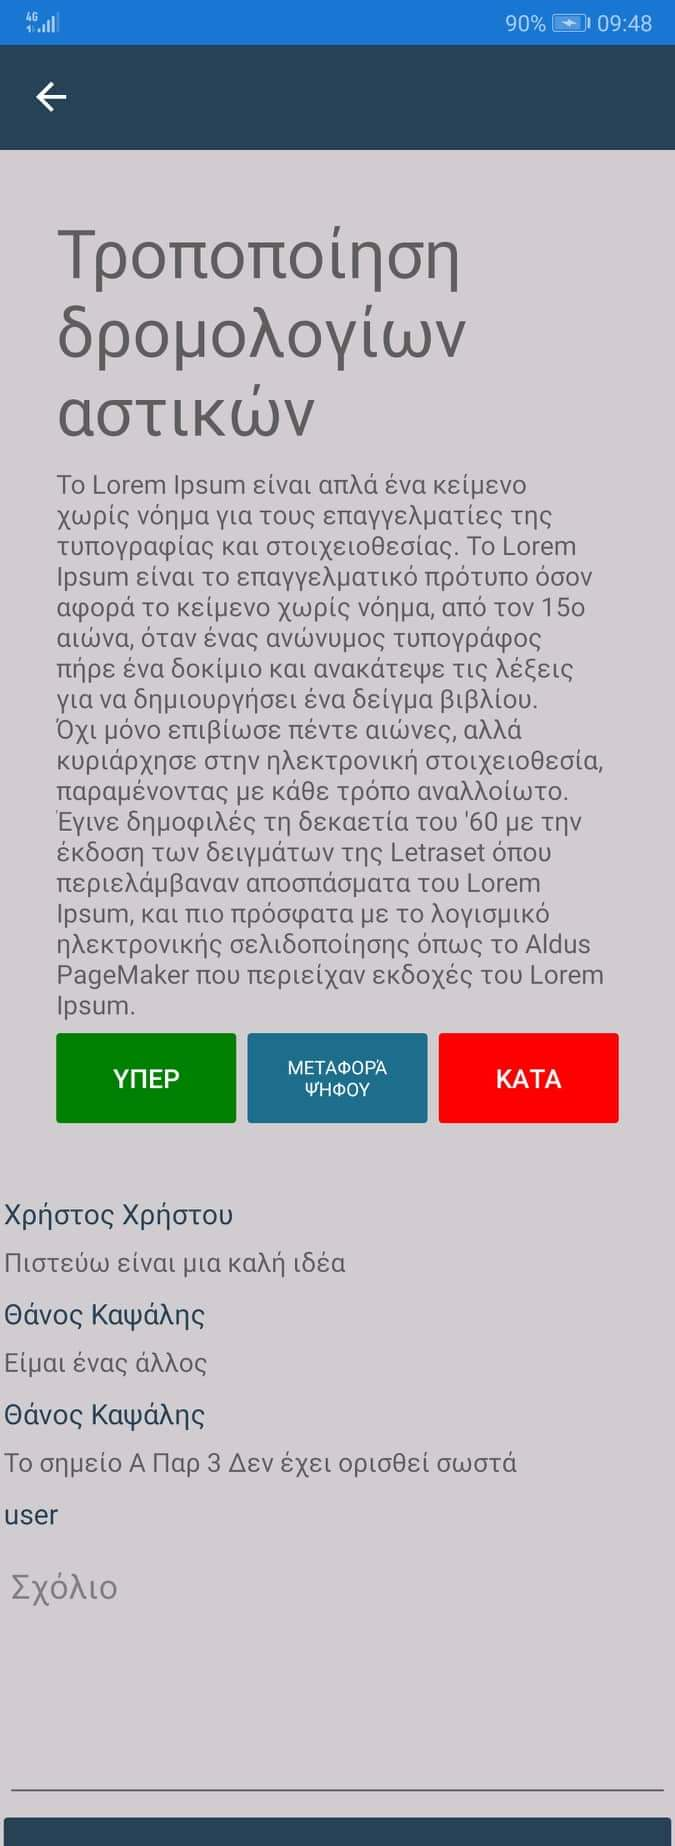 4G
90% 09:48
Τροποποίηση
δρομολογίων
αστικών
Το Lorem Ipsum είναι απλά ένα κείμενο
χωρίς νόημα για τους επαγγελματίες της
τυπογραφίας και στοιχειοθεσίας. Το Lorem
Ipsum είναι το επαγγελματικό πρότυπο όσον
αφορά το κείμενο χωρίς νόημα, από τον 15ο
αιώνα, όταν ένας ανώνυμος τυπογράφος
πήρε ένα δοκίμιο και ανακάτεψε τις λέξεις
για να δημιουργήσει ένα δείγμα βιβλίου.
Όχι μόνο επιβίωσε πέντε αιώνες, αλλά
κυριάρχησε στην ηλεκτρονική στοιχειοθεσία,
παραμένοντας με κάθε τρόπο αναλλοίωτο.
Έγινε δημοφιλές τη δεκαετία του '60 με την
έκδοση των δειγμάτων της Letraset όπου
περιελάμβαναν αποσπάσματα του Lorem
Ipsum, και πιο πρόσφατα με το λογισμικό
ηλεκτρονικής σελιδοποίησης όπως το Aldus
PageMaker που περιείχαν εκδοχές του Lorem
Ipsum.
ΥΠΕΡ
ΜΕΤΑΦΟΡΆ
ΨΉΦΟΥ
ΚΑΤΑ
Χρήστος Χρήστου
Πιστεύω είναι μια καλή ιδέα
Θάνος Καψάλης
Είμαι ένας άλλος
Θάνος Καψάλης
Το σημείο Α Παρ 3 Δεν έχει ορισθεί σωστά
user
Σχόλιο